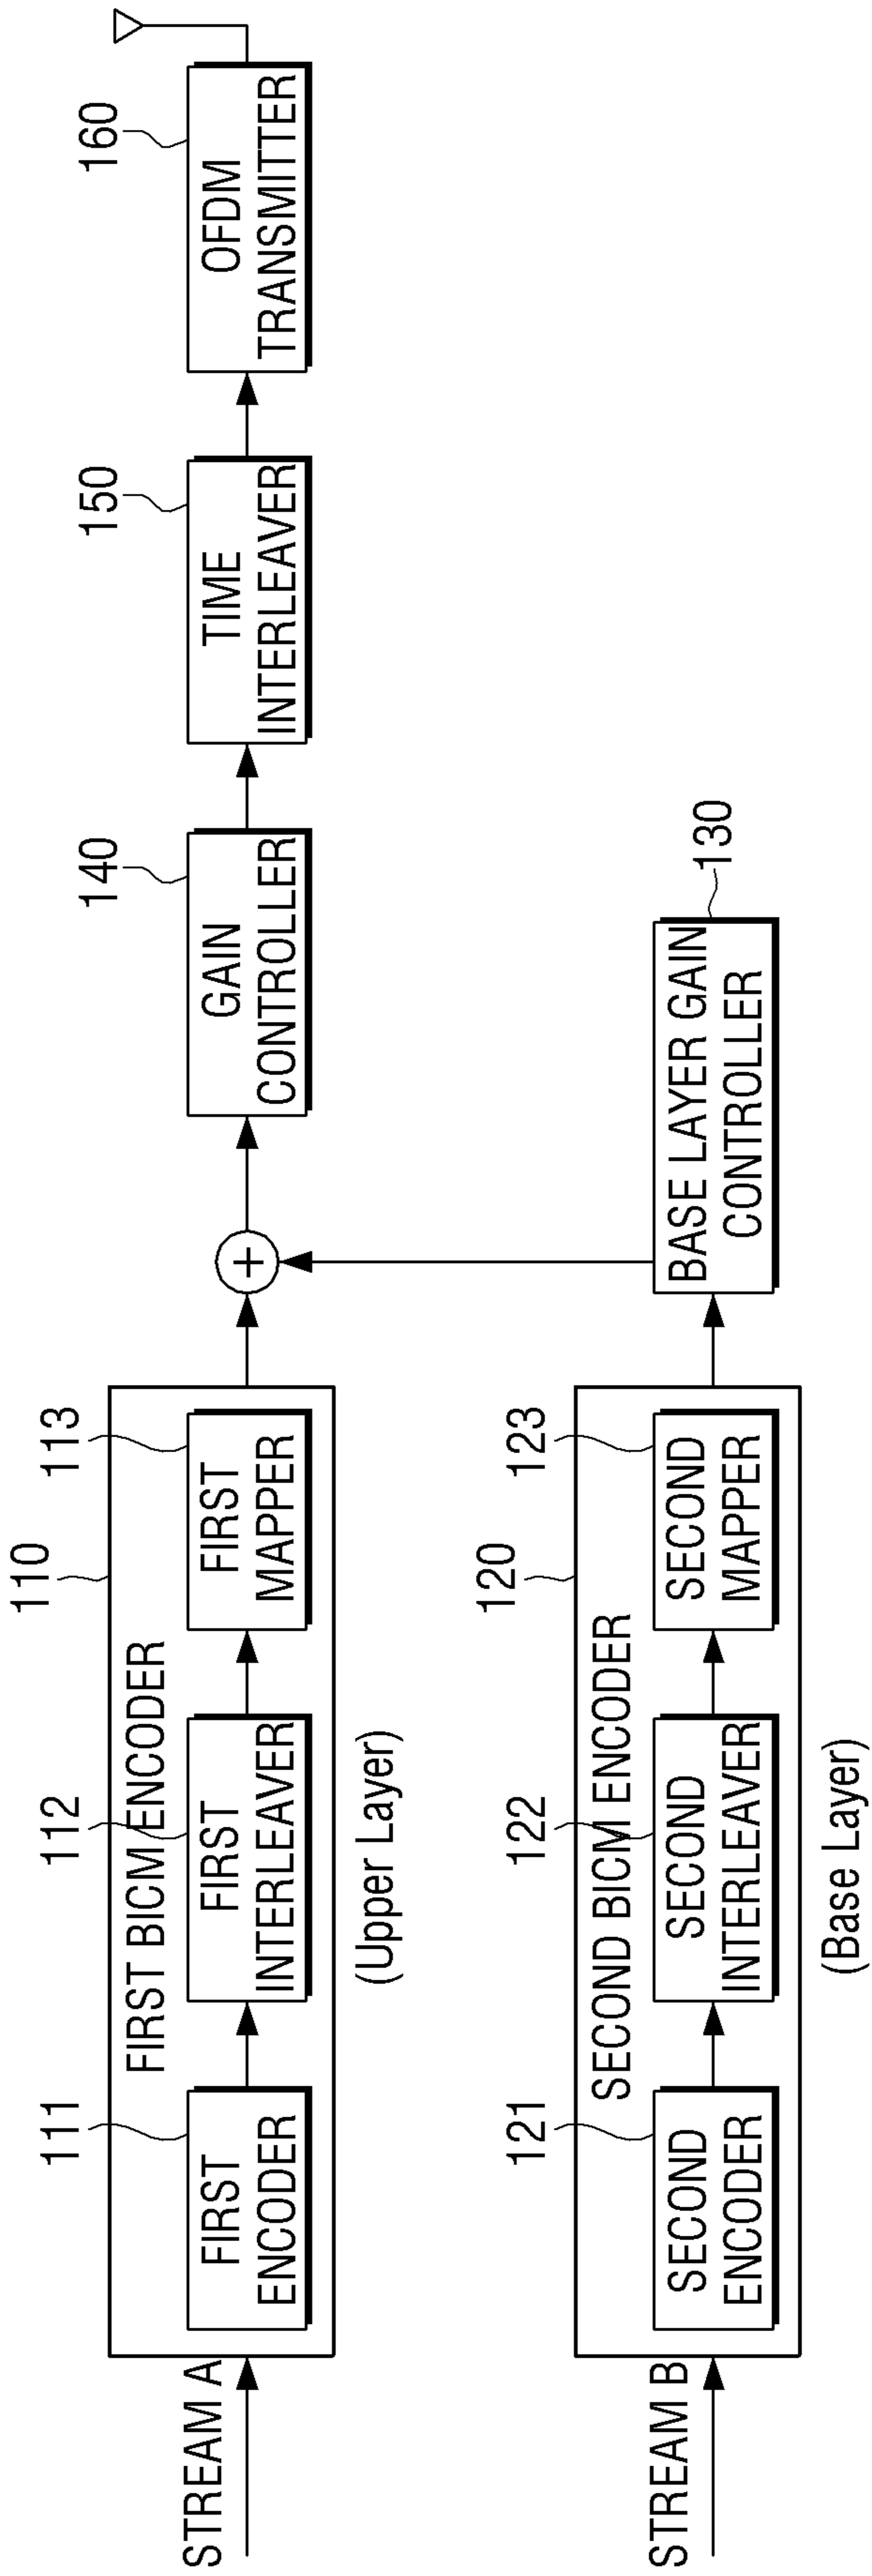 STREAM A
110
FIRST BICM ENCODER
111
FIRST
ENCODER
112
FIRST
INTERLEAVER
113
FIRST
MAPPER
(Upper Layer)
+
140
GAIN
CONTROLLER
150
TIME
INTERLEAVER
160
OFDM
TRANSMITTER
STREAM B
120
SECOND BICM ENCODER
121
SECOND
ENCODER
122
SECOND
INTERLEAVER
123
SECOND
MAPPER
(Base Layer)
130
BASE LAYER GAIN
CONTROLLER